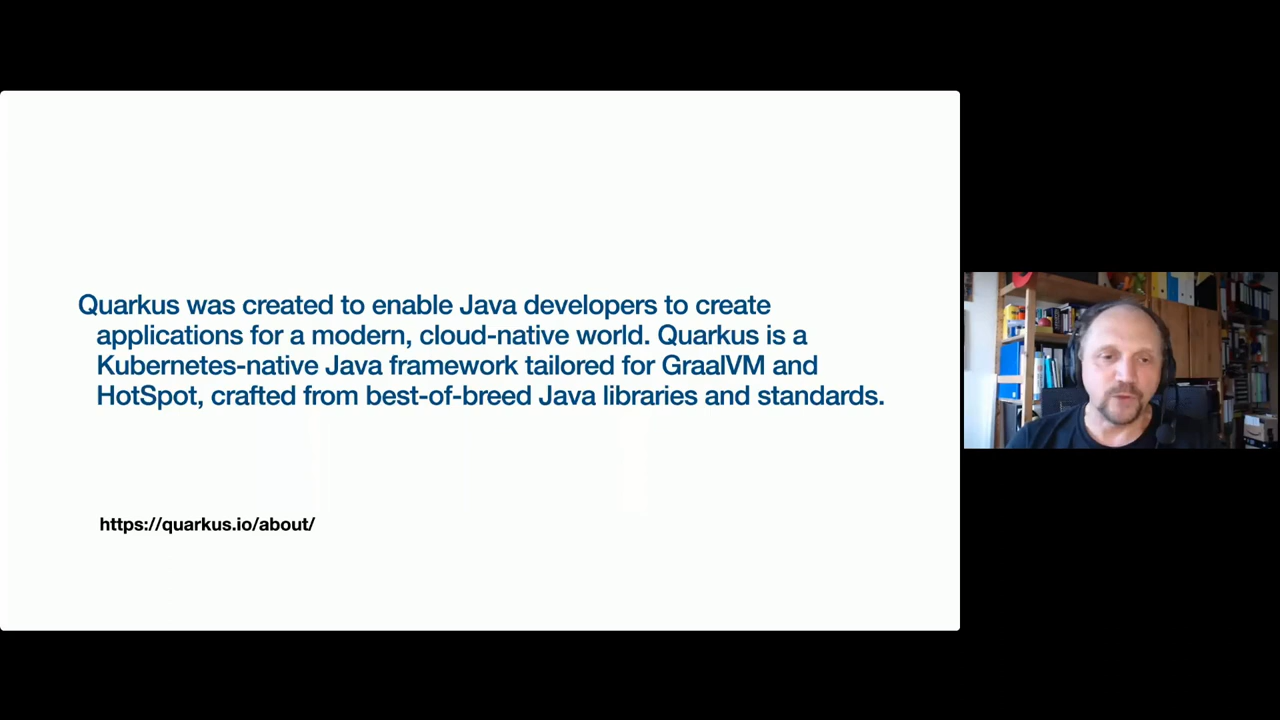 Quarkus was created to enable Java developers to create
applications for a modern, cloud-native world. Quarkus is a
Kubernetes-native Java framework tailored for GraalVM and
HotSpot, crafted from best-of-breed Java libraries and standards.
https://quarkus.io/about/